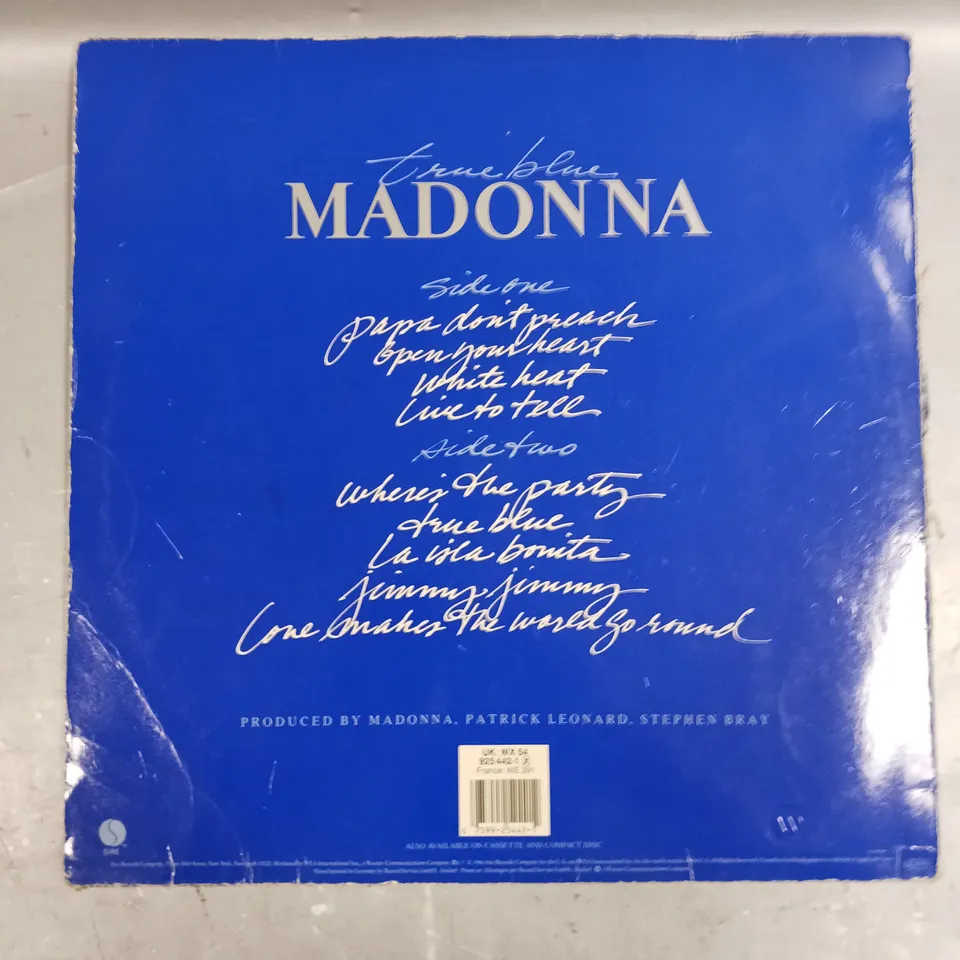 true blue
MADONNA
side one
papa don't preach
open your heart
white heat
live to tell
side two
where's the party
true blue
la isla bonita
jimmy, jimmy
love makes the world go round
PRODUCED BY MADONNA, PATRICK LEONARD, STEPHEN BRAY
UK: WX 54
925 442-1
France: WE
ALSO AVAILABLE ON CASSETTE AND COMPACT DISC